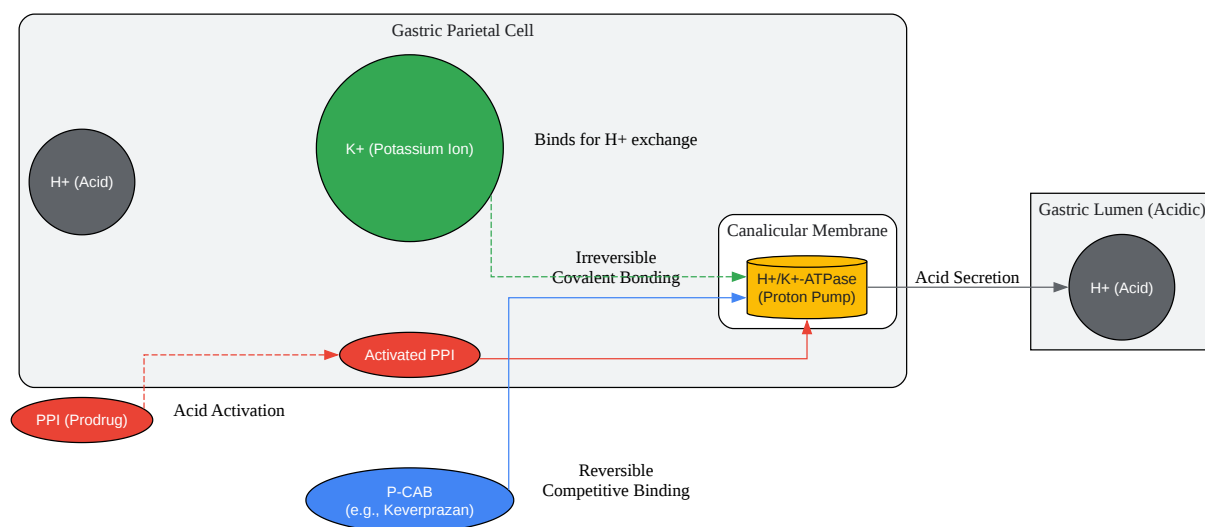 Gastric Parietal Cell
K+ (Potassium Ion)
Binds for H+ exchange
H+ (Acid)
Gastric Lumen (Acidic)
Canalicular Membrane
Irreversible
Covalent Bonding
H+/K+-ATPase
(Proton Pump)
Acid Secretion
H+ (Acid)
Activated PPI
PPI (Prodrug)
Acid Activation
Reversible
Competitive Binding
P-CAB
(e.g., Keverprazan)